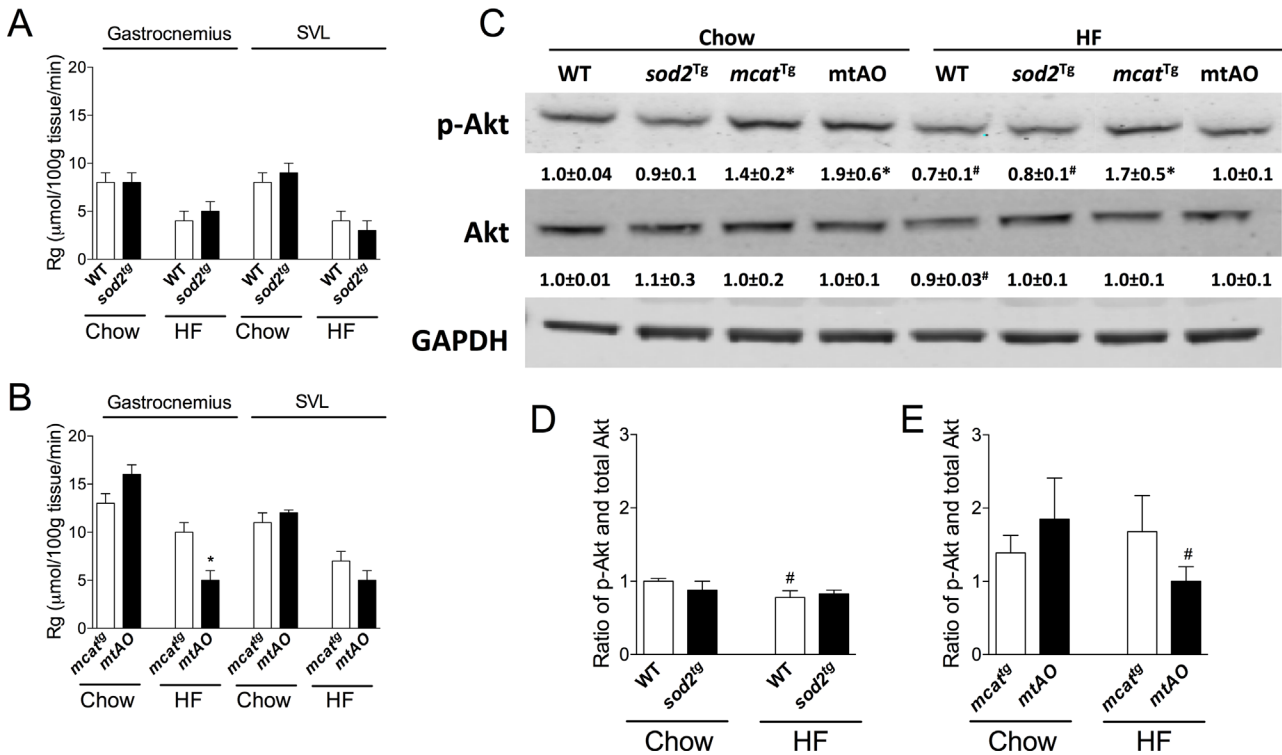 A
Gastrocnemius SVL
Rg (μmol/100g tissue/min)
20
15
10
5
0
WT sod2tg WT sod2tg WT sod2tg WT sod2tg
Chow HF Chow HF
B
Gastrocnemius SVL
Rg (μmol/100g tissue/min)
20
15
10
5
0
*
mcattg mtAO mcattg mtAO mcattg mtAO mcattg mtAO
Chow HF Chow HF
C
Chow HF
WT sod2Tg mcatTg mtAO WT sod2Tg mcatTg mtAO
p-Akt
1.0±0.04 0.9±0.1 1.4±0.2* 1.9±0.6* 0.7±0.1# 0.8±0.1# 1.7±0.5* 1.0±0.1
Akt
1.0±0.01 1.1±0.3 1.0±0.2 1.0±0.1 0.9±0.03# 1.0±0.1 1.0±0.1 1.0±0.1
GAPDH
D
Ratio of p-Akt and total Akt
3
2
1
0
#
WT sod2tg WT sod2tg
Chow HF
E
Ratio of p-Akt and total Akt
3
2
1
0
#
mcattg mtAO mcattg mtAO
Chow HF